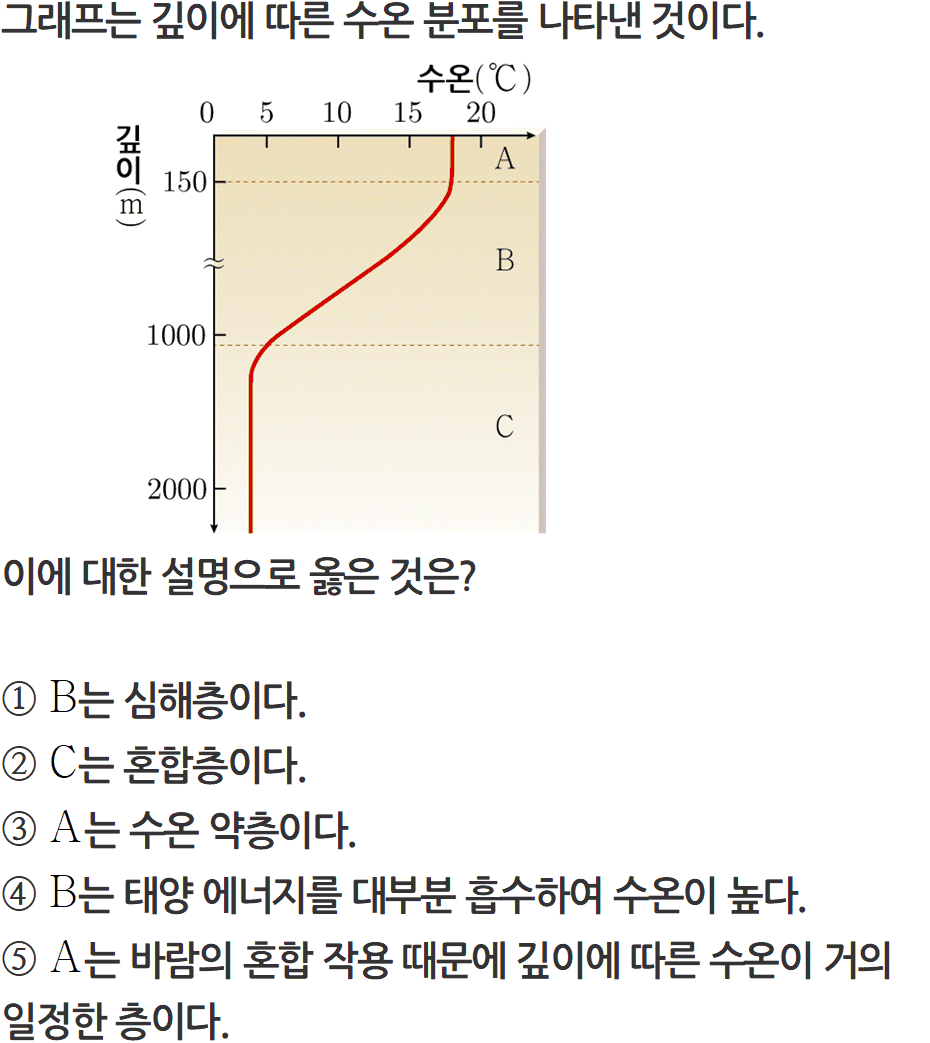 그래프는 깊이에 따른 수온 분포를 나타낸 것이다.
수온(℃)
0 5 10 15 20
깊이(m)
A
150
B
1000
C
2000
이에 대한 설명으로 옳은 것은?
① B는 심해층이다.
② C는 혼합층이다.
③ A는 수온 약층이다.
④ B는 태양 에너지를 대부분 흡수하여 수온이 높다.
⑤ A는 바람의 혼합 작용 때문에 깊이에 따른 수온이 거의
일정한 층이다.